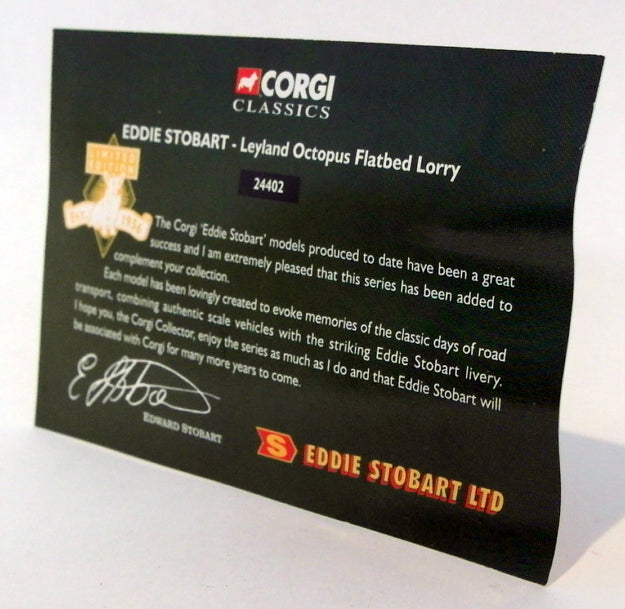 CORGI
CLASSICS
EDDIE STOBART - Leyland Octopus Flatbed Lorry
24402
LIMITED
EDITION
Est. 1956
The Corgi 'Eddie Stobart' models produced to date have been a great
success and I am extremely pleased that this series has been added to
complement your collection.
Each model has been lovingly created to evoke memories of the classic days of road
transport, combining authentic scale vehicles with the striking Eddie Stobart livery.
I hope you, the Corgi Collector, enjoy the series as much as I do and that Eddie Stobart will
be associated with Corgi for many more years to come.
EDWARD STOBART
S EDDIE STOBART LTD